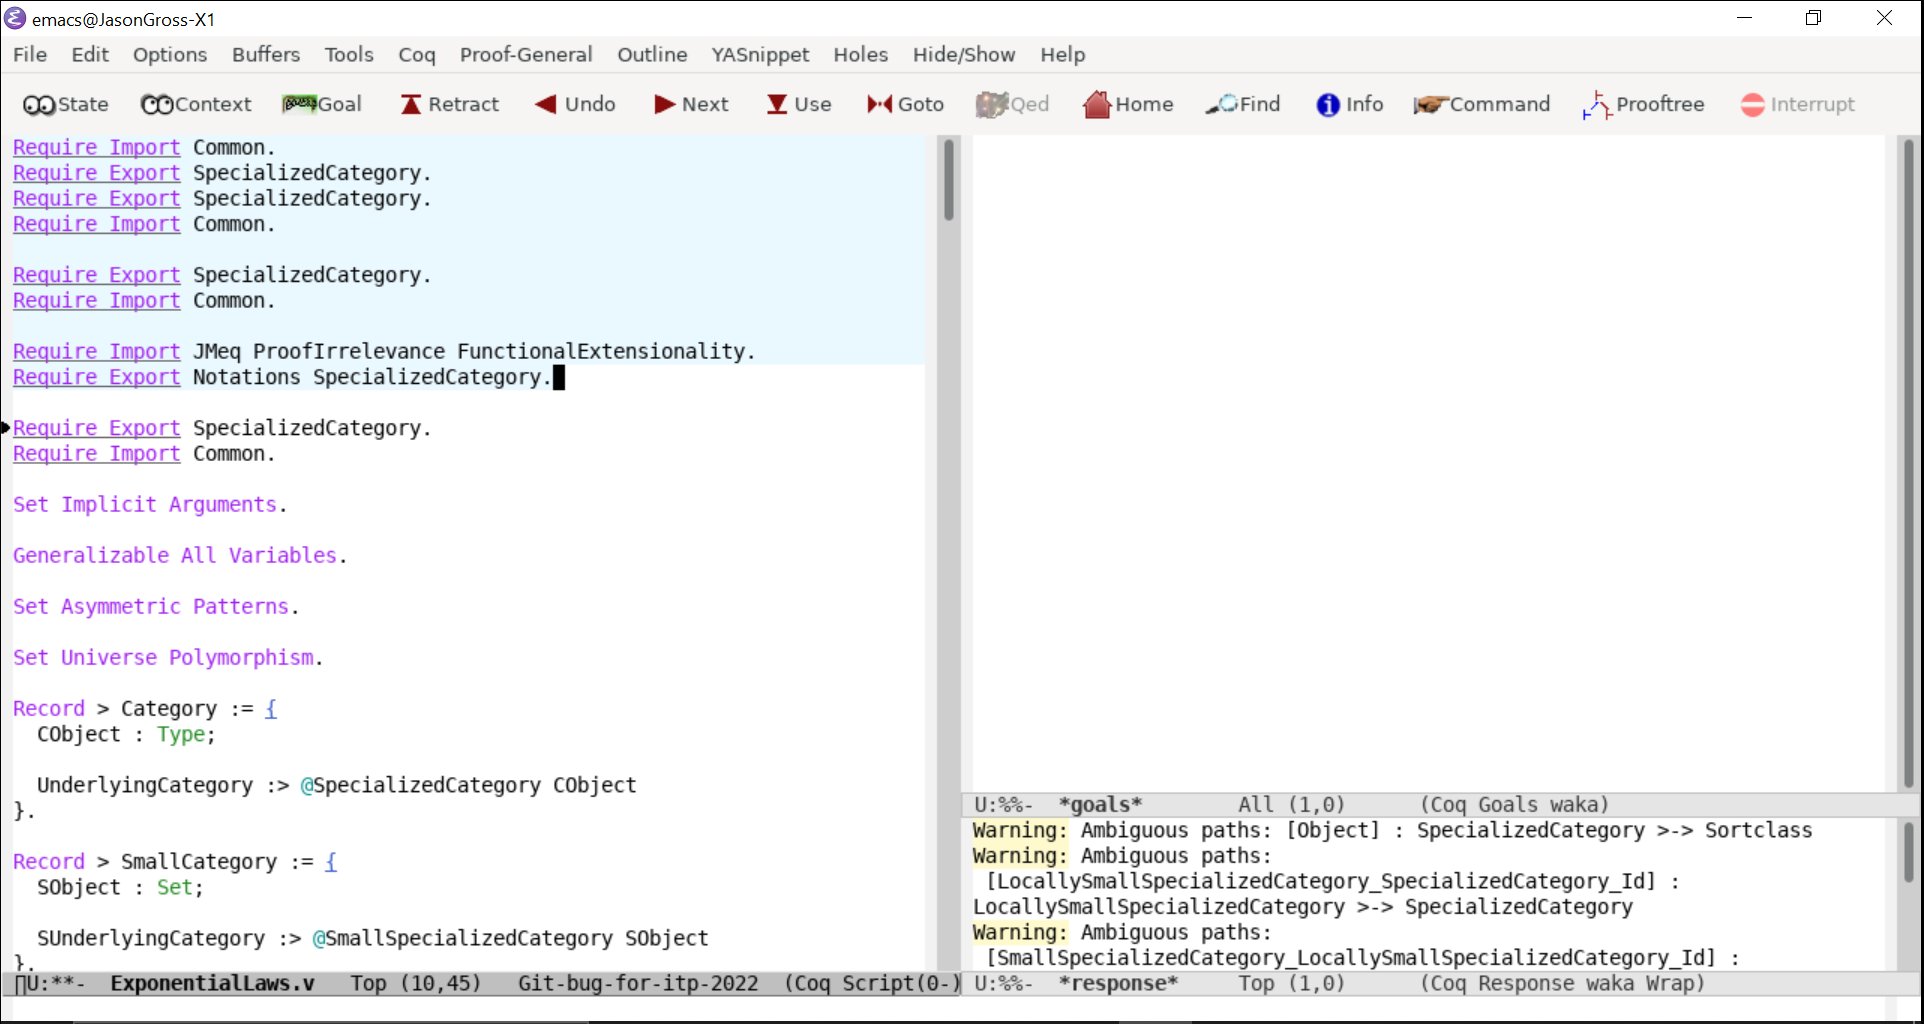 emacs@JasonGross-X1
File Edit Options Buffers Tools Coq Proof-General Outline YASnippet Holes Hide/Show Help
State Context Goal Retract Undo Next Use Goto Qed Home Find Info Command Prooftree Interrupt
Require Import Common.
Require Export SpecializedCategory.
Require Export SpecializedCategory.
Require Import Common.
Require Export SpecializedCategory.
Require Import Common.
Require Import JMeq ProofIrrelevance FunctionalExtensionality.
Require Export Notations SpecializedCategory.
Require Export SpecializedCategory.
Require Import Common.
Set Implicit Arguments.
Generalizable All Variables.
Set Asymmetric Patterns.
Set Universe Polymorphism.
Record > Category := {
CObject : Type;
UnderlyingCategory :> @SpecializedCategory CObject
}.
Record > SmallCategory := {
SObject : Set;
SUnderlyingCategory :> @SmallSpecializedCategory SObject
}.
U:**- ExponentialLaws.v Top (10,45) Git-bug-for-itp-2022 (Coq Script(0-)
U:%%- *goals* All (1,0) (Coq Goals waka)
Warning: Ambiguous paths: [Object] : SpecializedCategory >-> Sortclass
Warning: Ambiguous paths:
[LocallySmallSpecializedCategory_SpecializedCategory_Id] :
LocallySmallSpecializedCategory >-> SpecializedCategory
Warning: Ambiguous paths:
[SmallSpecializedCategory_LocallySmallSpecializedCategory_Id] :
U:%%- *response* Top (1,0) (Coq Response waka Wrap)